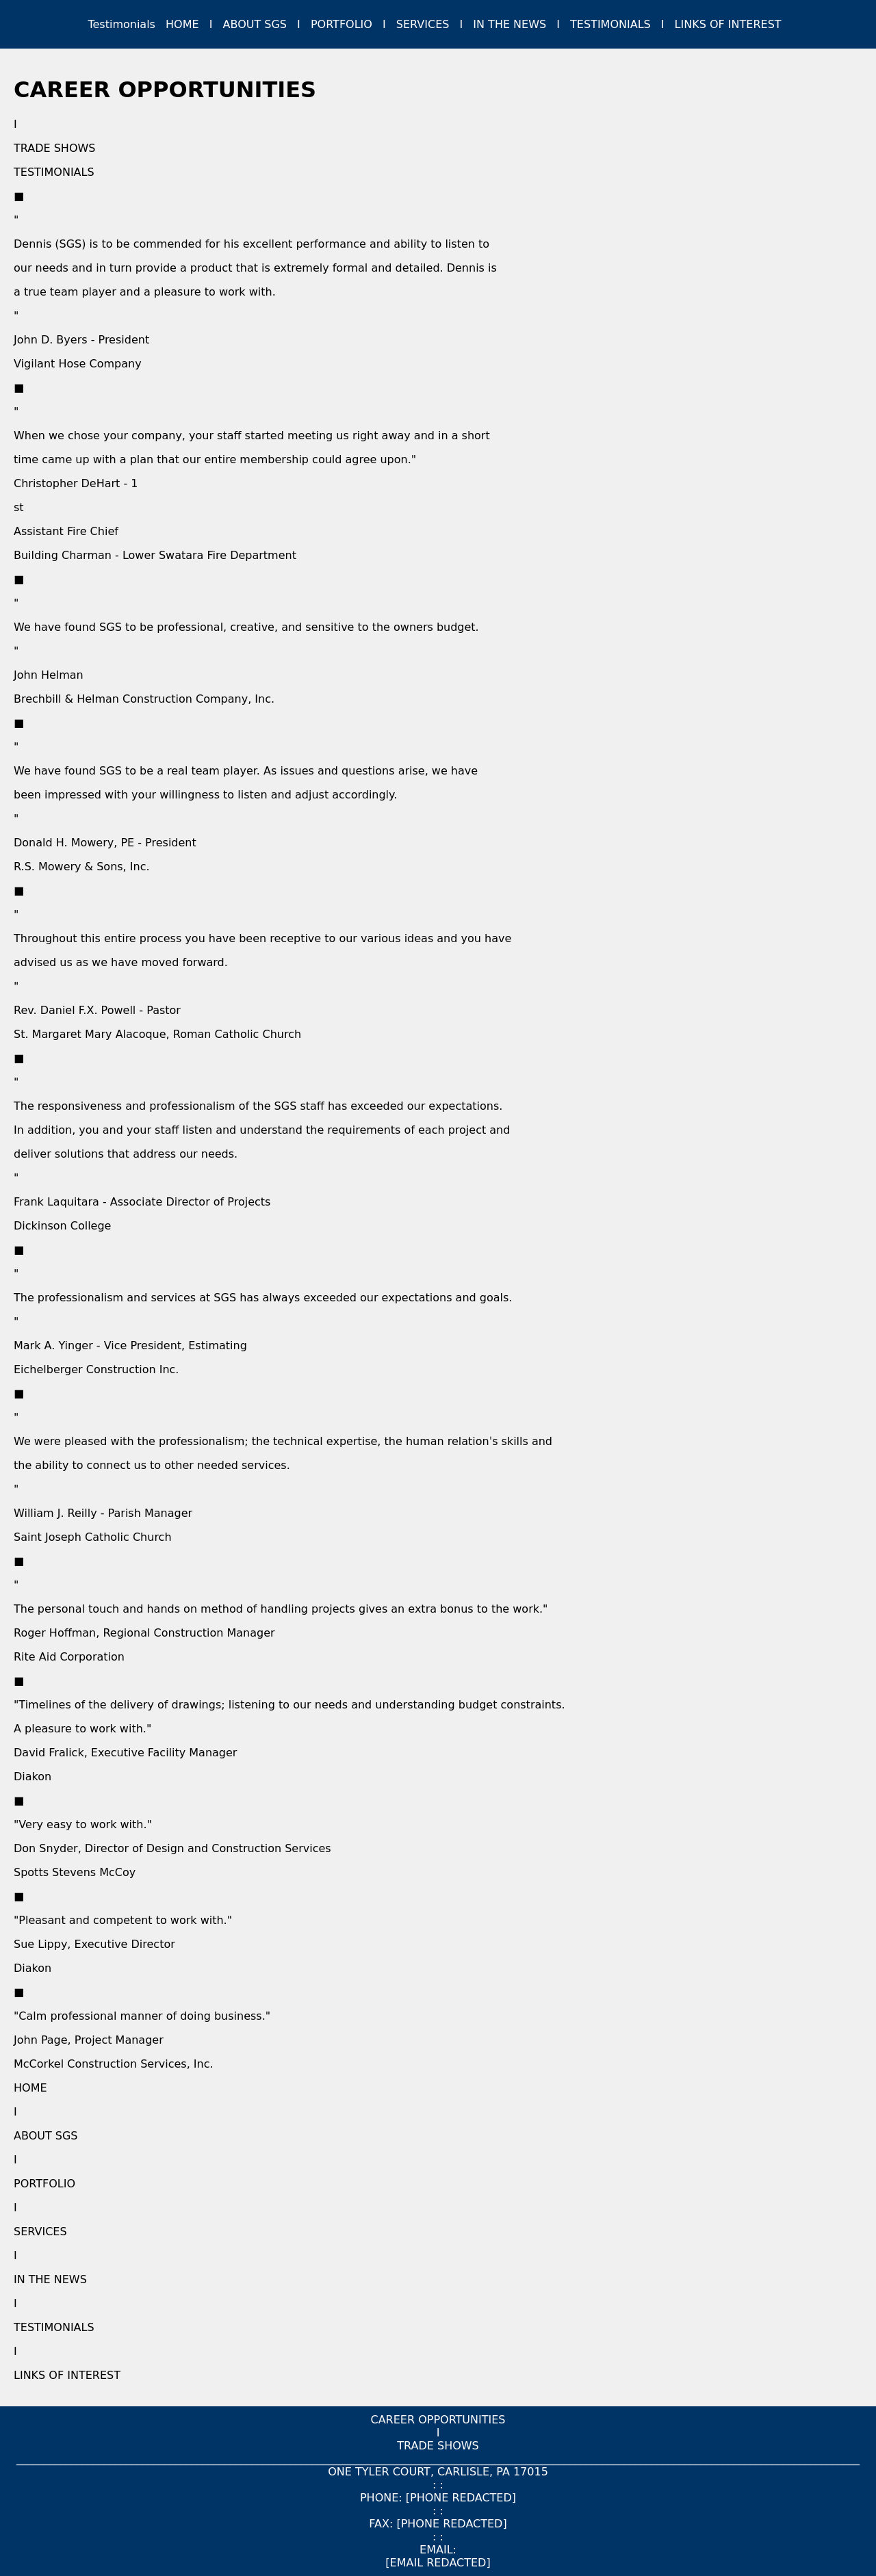 Testimonials HOME I ABOUT SGS I PORTFOLIO I SERVICES I IN THE NEWS I TESTIMONIALS I LINKS OF INTEREST
CAREER OPPORTUNITIES
I
TRADE SHOWS
TESTIMONIALS
■
"
Dennis (SGS) is to be commended for his excellent performance and ability to listen to
our needs and in turn provide a product that is extremely formal and detailed. Dennis is
a true team player and a pleasure to work with.
"
John D. Byers - President
Vigilant Hose Company
■
"
When we chose your company, your staff started meeting us right away and in a short
time came up with a plan that our entire membership could agree upon."
Christopher DeHart - 1
st
Assistant Fire Chief
Building Charman - Lower Swatara Fire Department
■
"
We have found SGS to be professional, creative, and sensitive to the owners budget.
"
John Helman
Brechbill & Helman Construction Company, Inc.
■
"
We have found SGS to be a real team player. As issues and questions arise, we have
been impressed with your willingness to listen and adjust accordingly.
"
Donald H. Mowery, PE - President
R.S. Mowery & Sons, Inc.
■
"
Throughout this entire process you have been receptive to our various ideas and you have
advised us as we have moved forward.
"
Rev. Daniel F.X. Powell - Pastor
St. Margaret Mary Alacoque, Roman Catholic Church
■
"
The responsiveness and professionalism of the SGS staff has exceeded our expectations.
In addition, you and your staff listen and understand the requirements of each project and
deliver solutions that address our needs.
"
Frank Laquitara - Associate Director of Projects
Dickinson College
■
"
The professionalism and services at SGS has always exceeded our expectations and goals.
"
Mark A. Yinger - Vice President, Estimating
Eichelberger Construction Inc.
■
"
We were pleased with the professionalism; the technical expertise, the human relation's skills and
the ability to connect us to other needed services.
"
William J. Reilly - Parish Manager
Saint Joseph Catholic Church
■
"
The personal touch and hands on method of handling projects gives an extra bonus to the work."
Roger Hoffman, Regional Construction Manager
Rite Aid Corporation
■
"Timelines of the delivery of drawings; listening to our needs and understanding budget constraints.
A pleasure to work with."
David Fralick, Executive Facility Manager
Diakon
■
"Very easy to work with."
Don Snyder, Director of Design and Construction Services
Spotts Stevens McCoy
■
"Pleasant and competent to work with."
Sue Lippy, Executive Director
Diakon
■
"Calm professional manner of doing business."
John Page, Project Manager
McCorkel Construction Services, Inc.
HOME
I
ABOUT SGS
I
PORTFOLIO
I
SERVICES
I
IN THE NEWS
I
TESTIMONIALS
I
LINKS OF INTEREST
CAREER OPPORTUNITIES
I
TRADE SHOWS
ONE TYLER COURT, CARLISLE, PA 17015
: :
PHONE: [PHONE REDACTED]
: :
FAX: [PHONE REDACTED]
: :
EMAIL:
[EMAIL REDACTED]